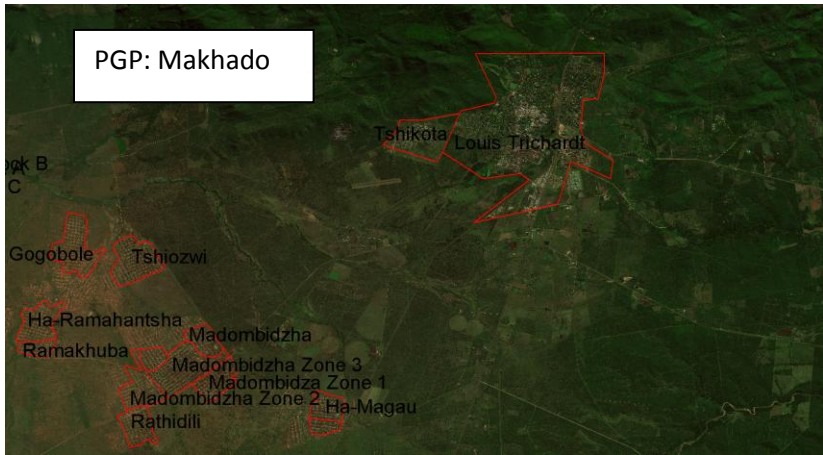 PGP: Makhado
Tshikota
Louis Trichardt
B
C
Gogobole
Tshiozwi
Ha-Ramahantsha
Ramakhuba
Madombidzha
Madombidzha Zone 3
Madombidza Zone 1
Madombidzha Zone 2
Rathidili
Ha-Magau